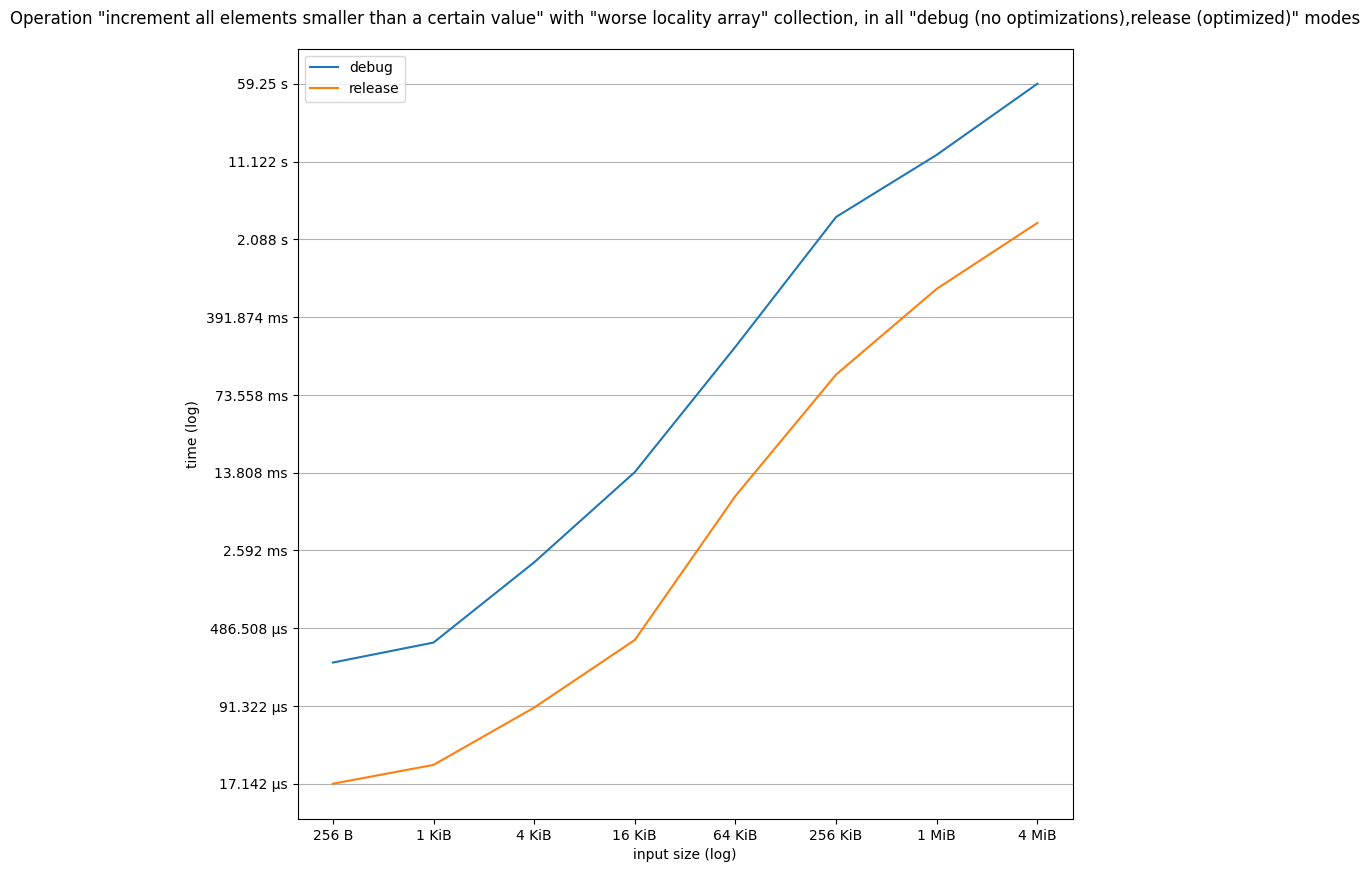 Operation "increment all elements smaller than a certain value" with "worse locality array" collection, in all "debug (no optimizations),release (optimized)" modes
debug
release
59.25 s
11.122 s
2.088 s
391.874 ms
73.558 ms
13.808 ms
2.592 ms
486.508 µs
91.322 µs
17.142 µs
time (log)
256 B
1 KiB
4 KiB
16 KiB
64 KiB
256 KiB
1 MiB
4 MiB
input size (log)